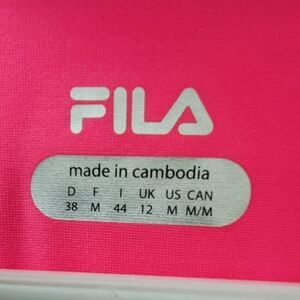 FILA
made in cambodia
D F I UK US CAN
38 M 44 12 M M/M